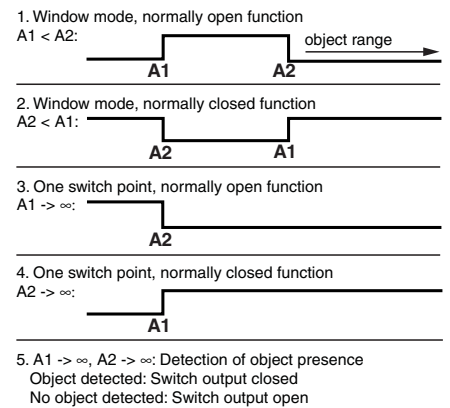 1. Window mode, normally open function
A1 < A2:
object range
A1 A2
2. Window mode, normally closed function
A2 < A1:
A2 A1
3. One switch point, normally open function
A1 -> ∞:
A2
4. One switch point, normally closed function
A2 -> ∞:
A1
5. A1 -> ∞, A2 -> ∞: Detection of object presence
Object detected: Switch output closed
No object detected: Switch output open